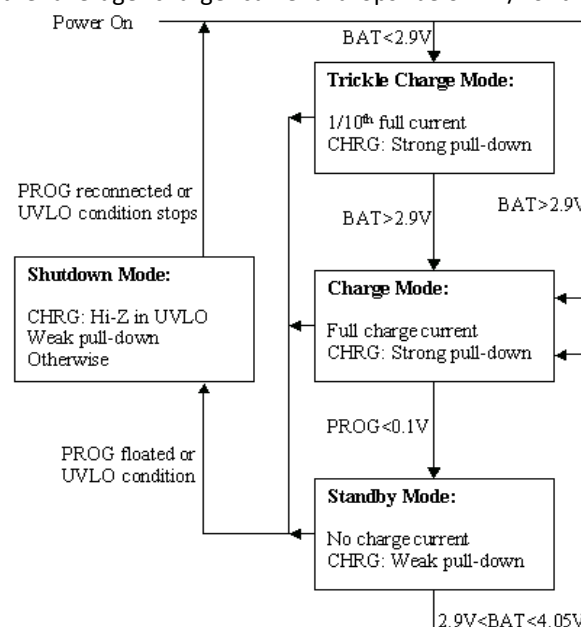 Power On
BAT<2.9V
Trickle Charge Mode:
1/10th full current
CHRG: Strong pull-down
PROG reconnected or
UVLO condition stops
BAT>2.9V
BAT>2.9V
Shutdown Mode:
CHRG: Hi-Z in UVLO
Weak pull-down
Otherwise
Charge Mode:
Full charge current
CHRG: Strong pull-down
PROG<0.1V
PROG floated or
UVLO condition
Standby Mode:
No charge current
CHRG: Weak pull-down
2.9V<BAT<4.05V